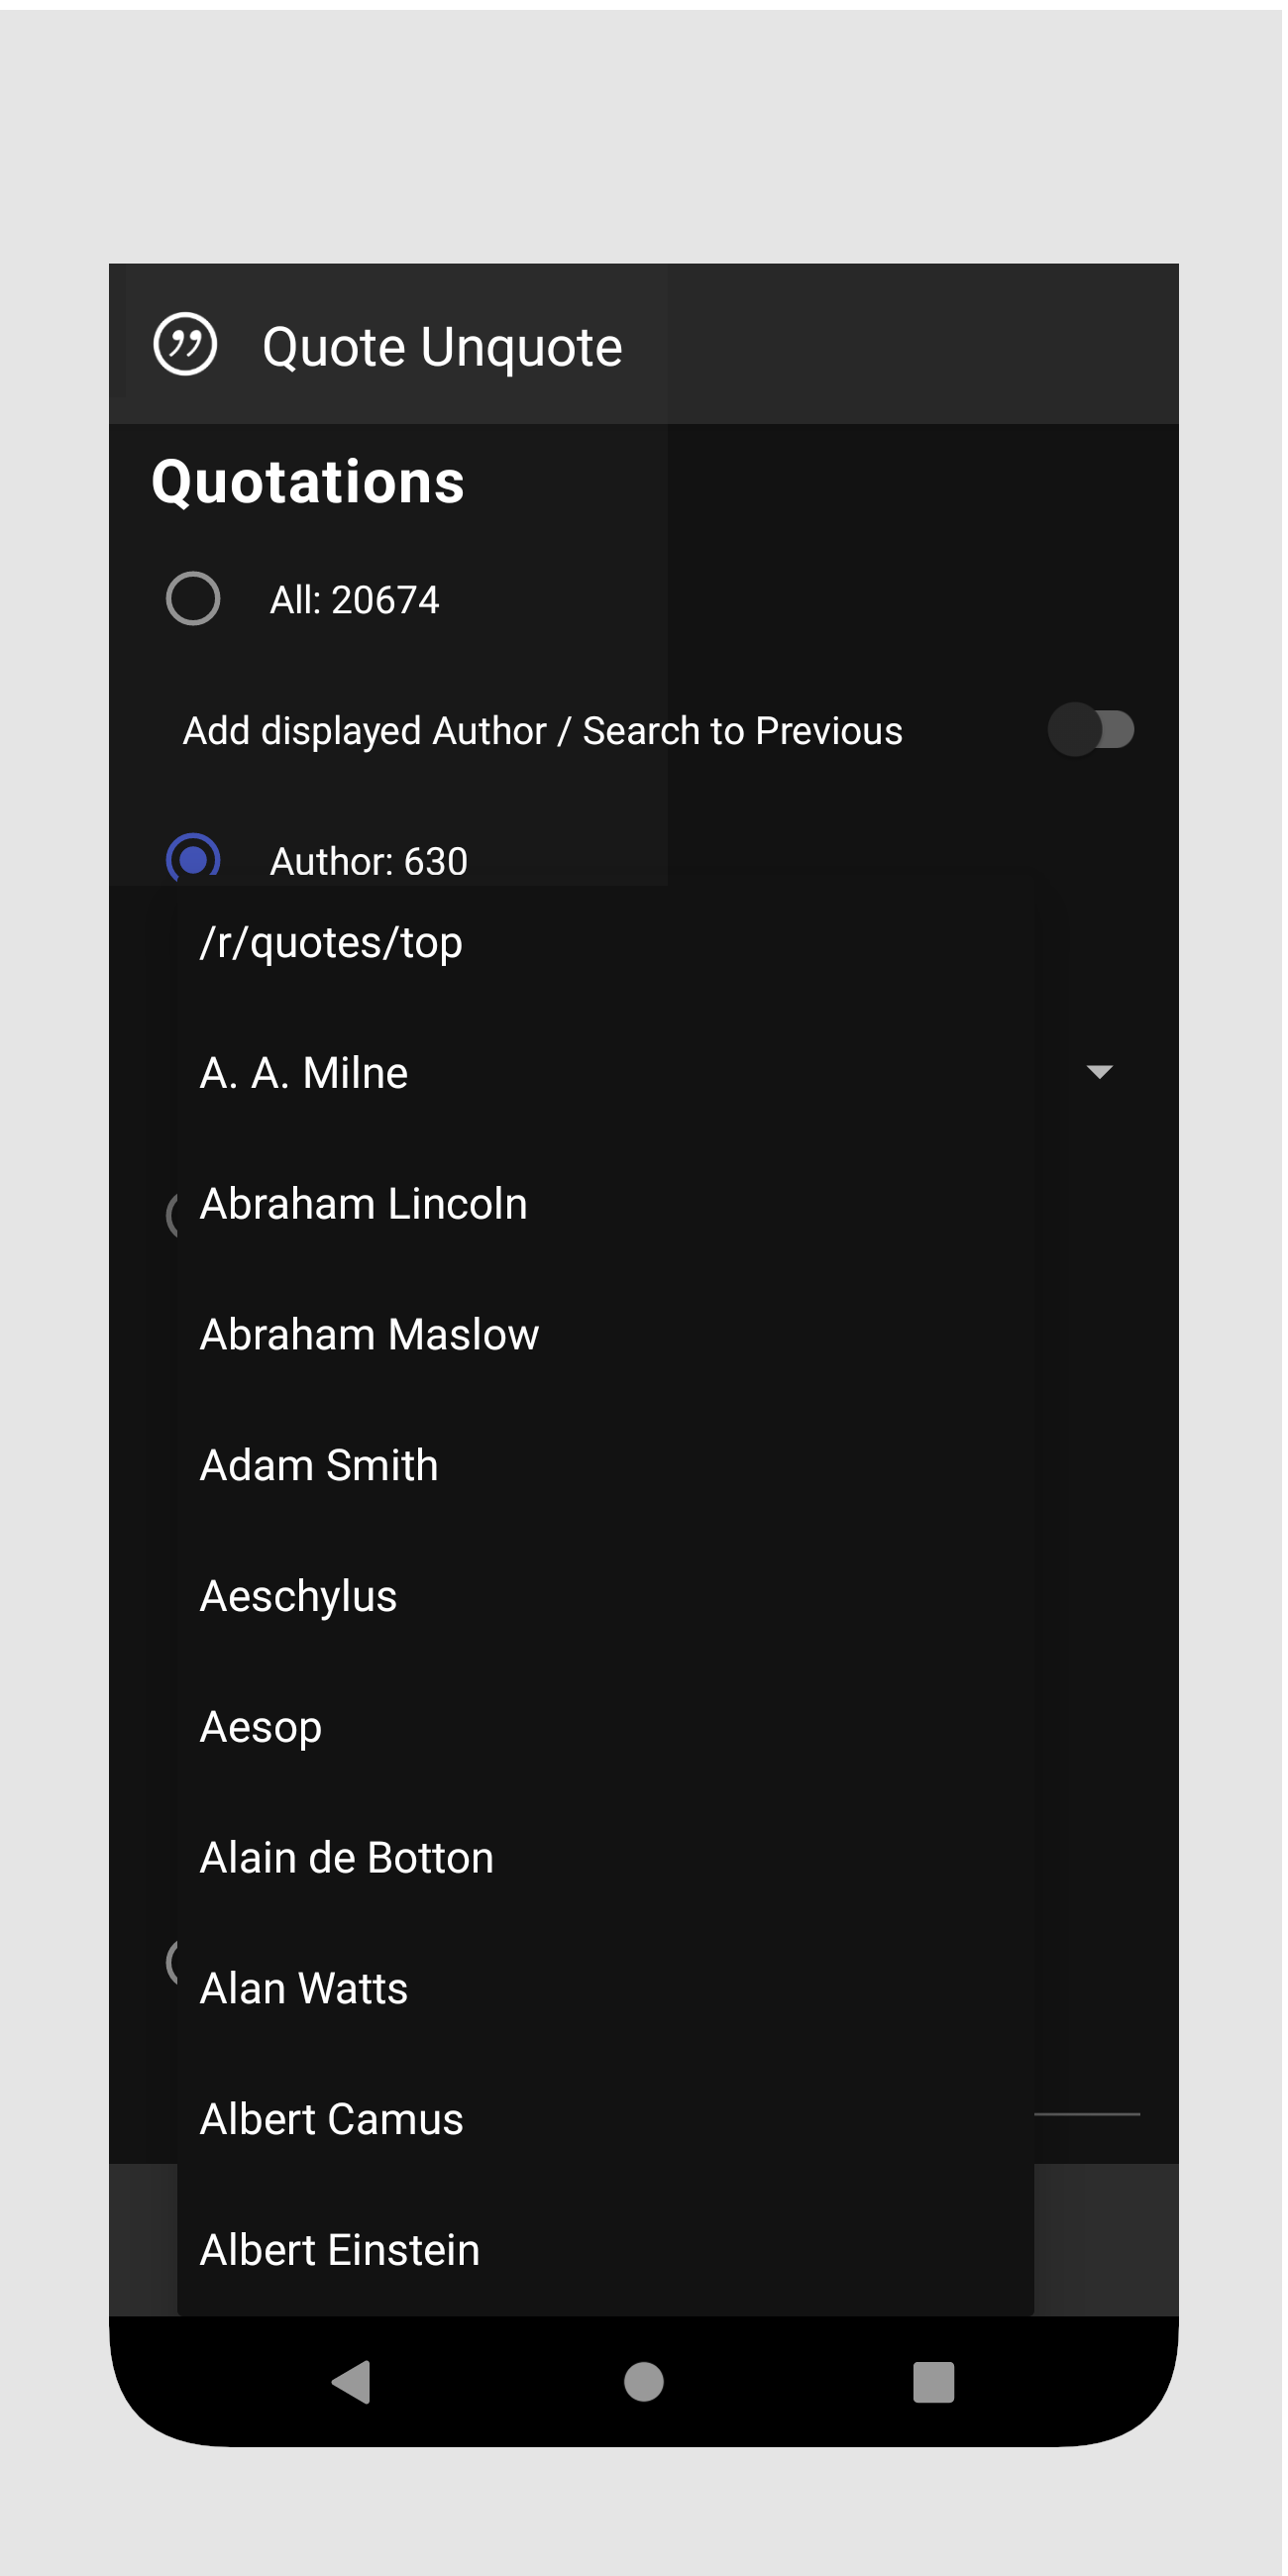 Quote Unquote
Quotations
All: 20674
Add displayed Author / Search to Previous
Author: 630
/r/quotes/top
A. A. Milne
Abraham Lincoln
Abraham Maslow
Adam Smith
Aeschylus
Aesop
Alain de Botton
Alan Watts
Albert Camus
Albert Einstein